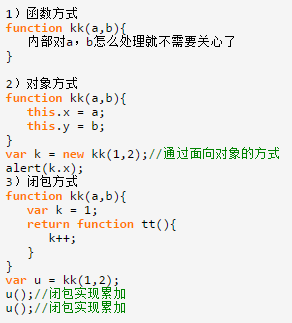 1）函数方式
function kk(a,b){
内部对a，b怎么处理就不需要关心了
}
2）对象方式
function kk(a,b){
this.x = a;
this.y = b;
}
var k = new kk(1,2);//通过面向对象的方式
alert(k.x);
3）闭包方式
function kk(a,b){
var k = 1;
return function tt(){
k++;
}
}
var u = kk(1,2);
u();//闭包实现累加
u();//闭包实现累加